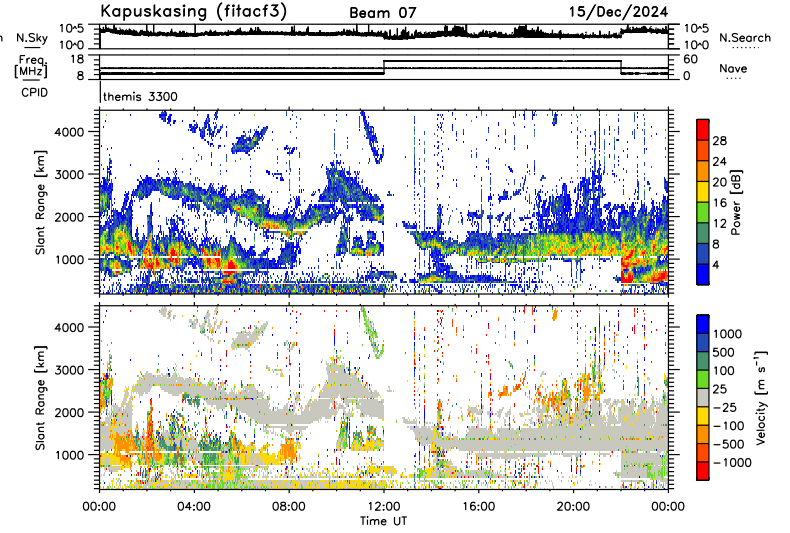 Kapuskasing (fitacf3) Beam 07 15/Dec/2024
N.Sky 10^5 10^0 10^5 10^0 N.Search
Freq. [MHz] 18 8 60 0 Nave
CPID themis 3300
Slant Range [km] 4000 3000 2000 1000
Power [dB] 28 24 20 16 12 8 4
Slant Range [km] 4000 3000 2000 1000
Velocity [m s⁻¹] 1000 500 100 25 -25 -100 -500 -1000
00:00 04:00 08:00 12:00 16:00 20:00 00:00
Time UT